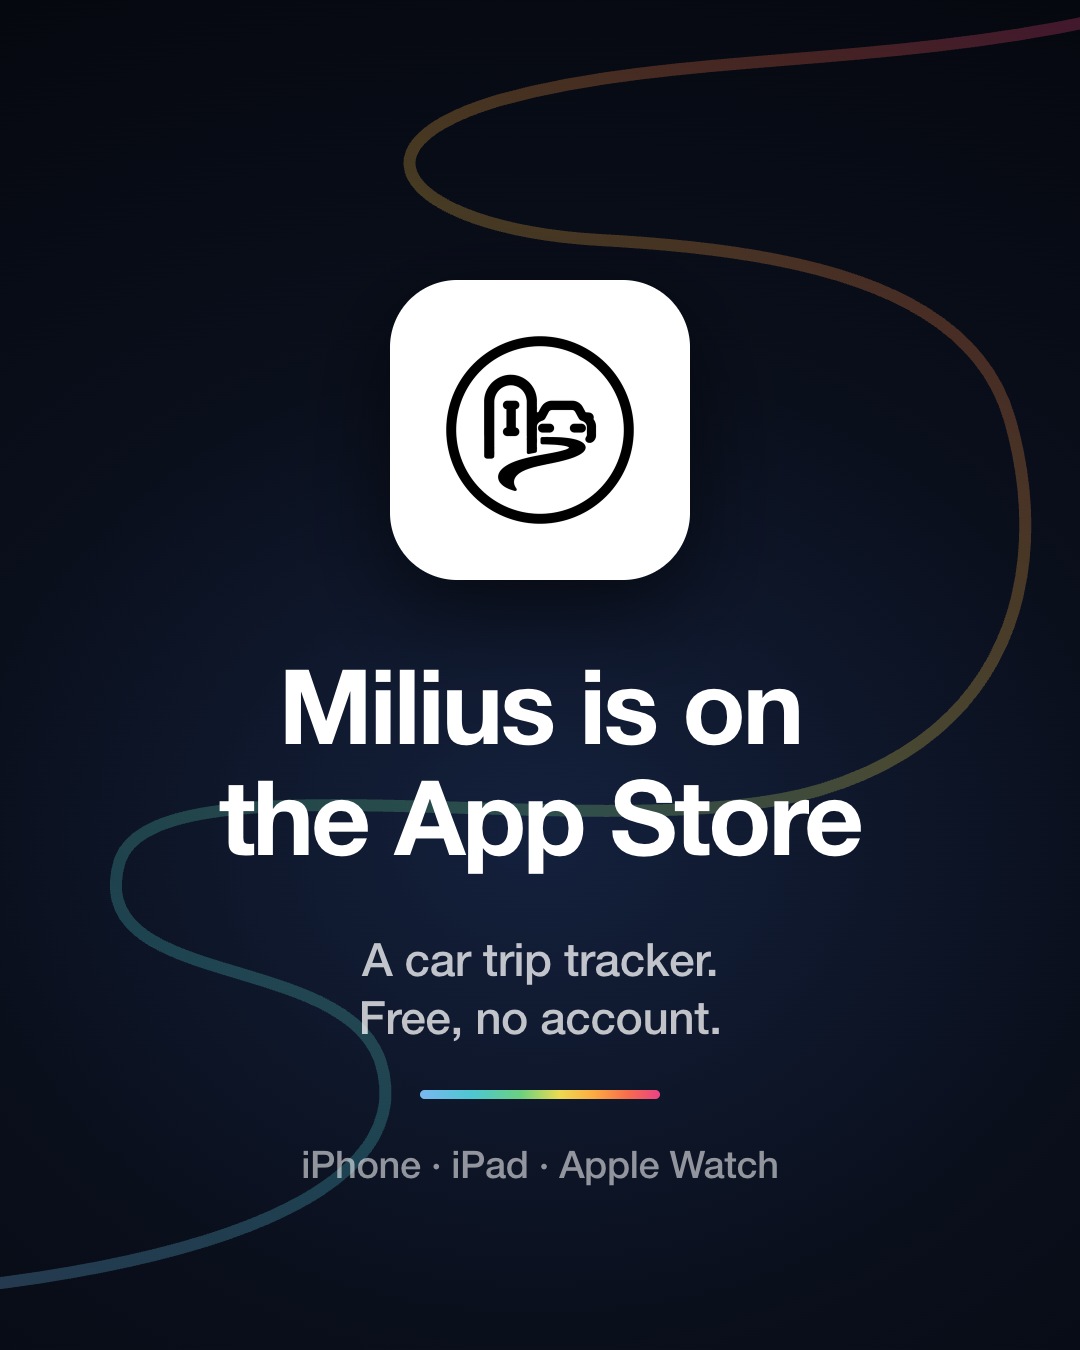 Milius is on
the App Store
A car trip tracker.
Free, no account.
iPhone · iPad · Apple Watch